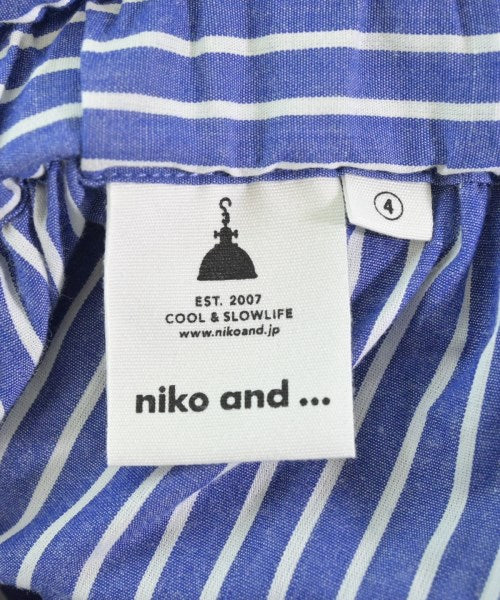 ④
EST. 2007
COOL & SLOWLIFE
www.nikoand.jp
niko and ...